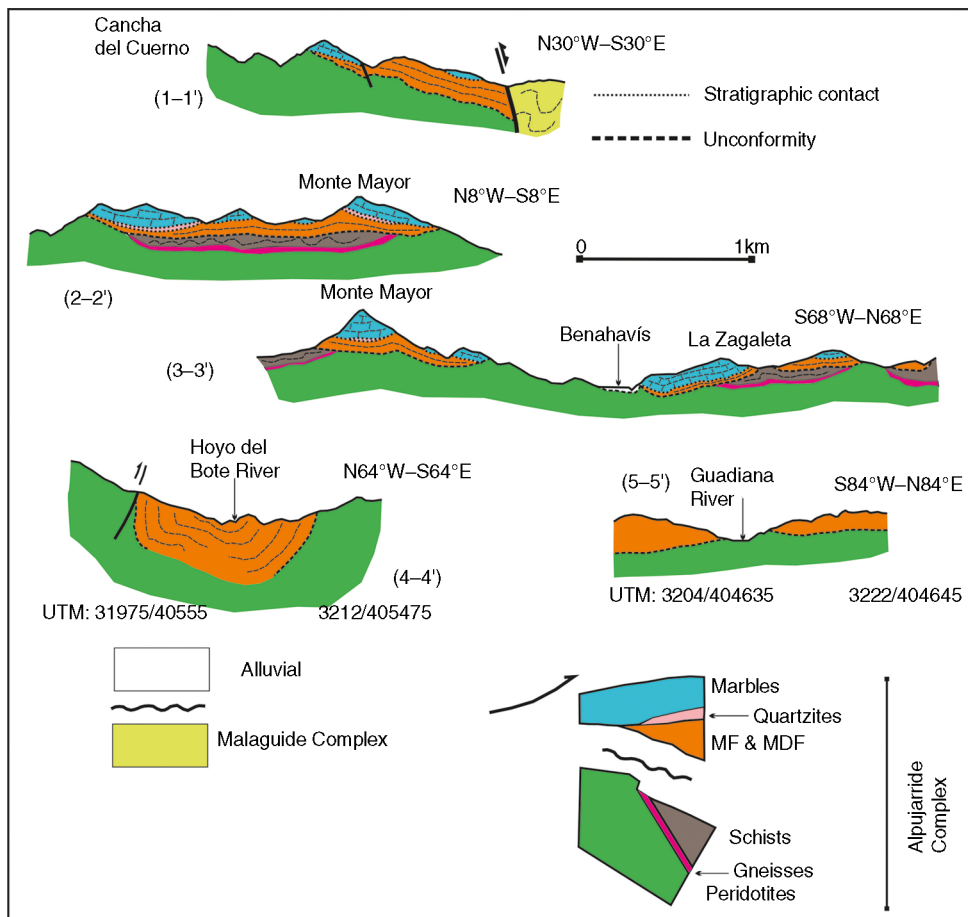 Cancha
del Cuerno
N30°W–S30°E
(1–1')
Stratigraphic contact
Unconformity
Monte Mayor
N8°W–S8°E
0
1km
(2–2')
Monte Mayor
Benahavís
La Zagaleta
S68°W–N68°E
(3–3')
Hoyo del
Bote River
N64°W–S64°E
(4–4')
UTM: 31975/40555
3212/405475
(5–5')
Guadiana
River
S84°W–N84°E
UTM: 3204/404635
3222/404645
Alluvial
Malaguide Complex
Marbles
Quartzites
MF & MDF
Schists
Gneisses
Peridotites
Alpujarride
Complex